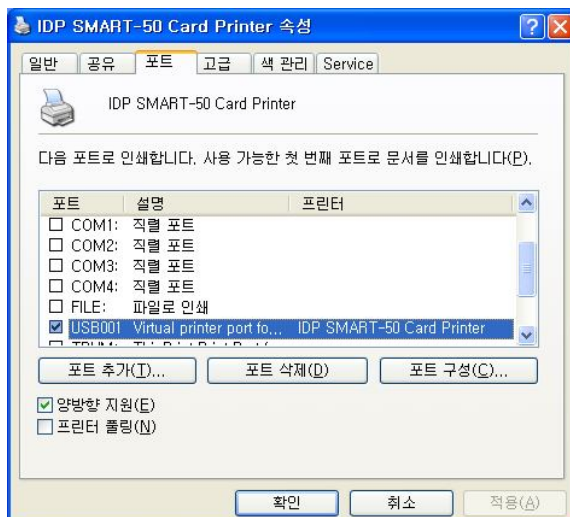 IDP SMART-50 Card Printer 속성
일반 공유 포트 고급 색 관리 Service
IDP SMART-50 Card Printer
다음 포트로 인쇄합니다. 사용 가능한 첫 번째 포트로 문서를 인쇄합니다(P).
포트 설명 프린터
COM1: 직렬 포트
COM2: 직렬 포트
COM3: 직렬 포트
COM4: 직렬 포트
FILE: 파일로 인쇄
USB001 Virtual printer port fo... IDP SMART-50 Card Printer
포트 추가(T)... 포트 삭제(D) 포트 구성(C)...
양방향 지원(E)
프린터 풀링(N)
확인 취소 적용(A)